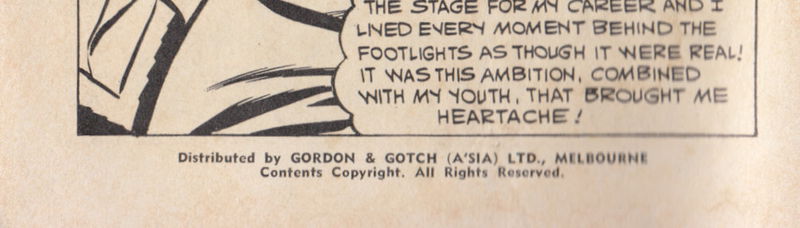 THE STAGE FOR MY CAREER AND I
LIVED EVERY MOMENT BEHIND THE
FOOTLIGHTS AS THOUGH IT WERE REAL!
IT WAS THIS AMBITION, COMBINED
WITH MY YOUTH, THAT BROUGHT ME
HEARTACHE!
Distributed by GORDON & GOTCH (A'SIA) LTD., MELBOURNE
Contents Copyright. All Rights Reserved.